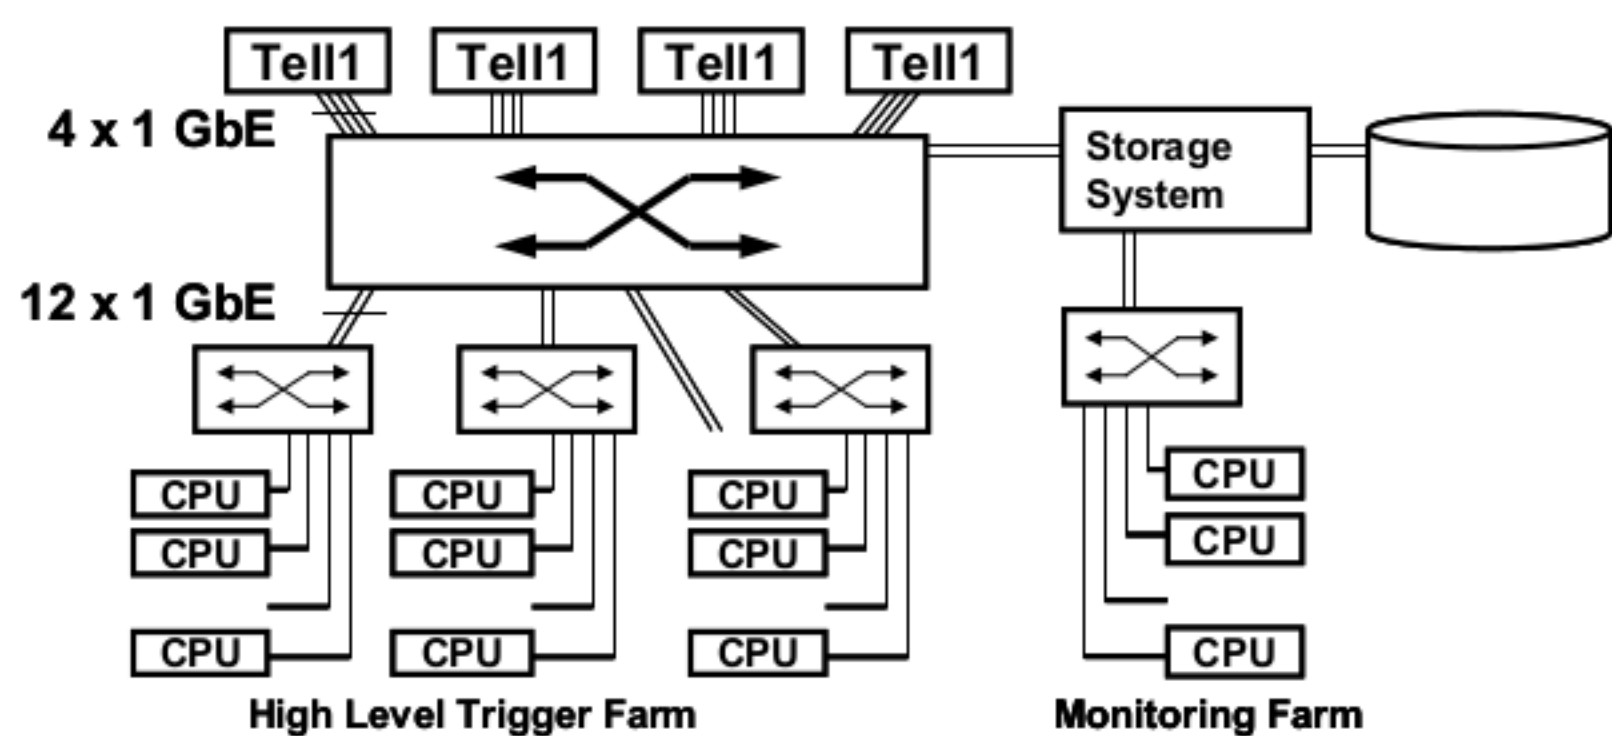 Tell1
Tell1
Tell1
Tell1
4 x 1 GbE
Storage
System
12 x 1 GbE
CPU
CPU
CPU
CPU
CPU
CPU
CPU
CPU
CPU
CPU
CPU
CPU
High Level Trigger Farm
Monitoring Farm